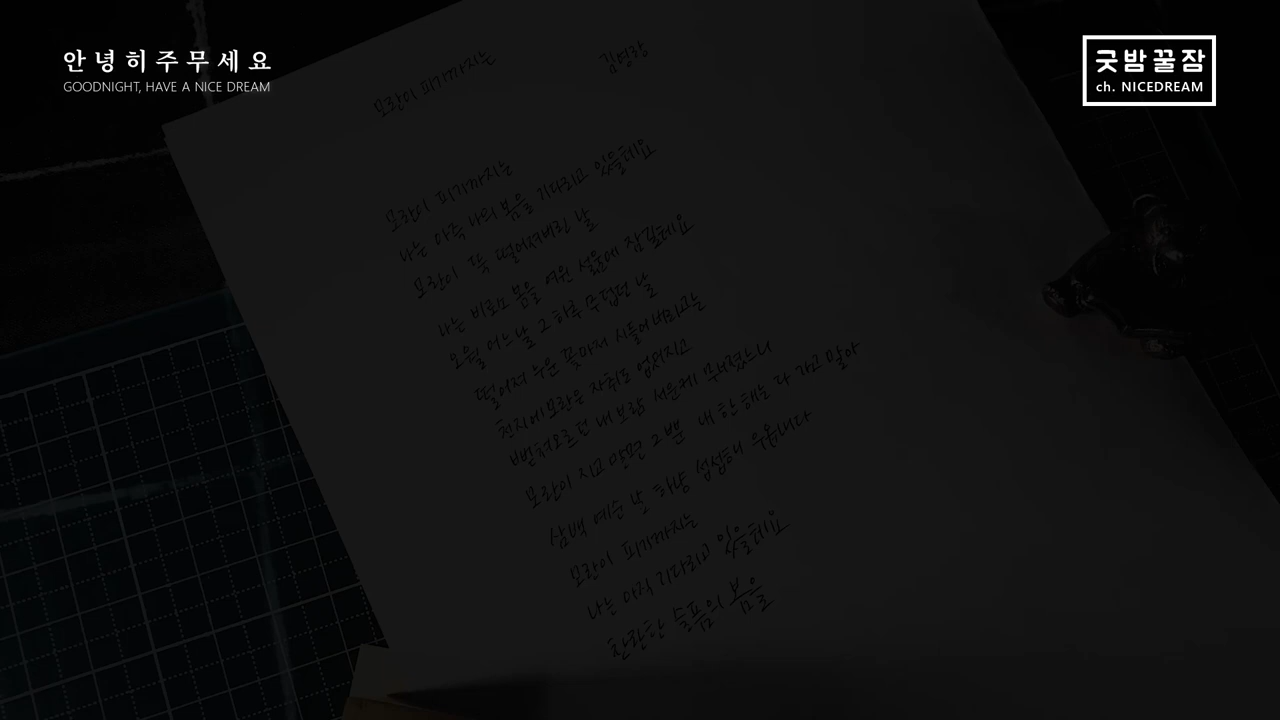 안녕히주무세요
GOODNIGHT, HAVE A NICE DREAM
굿밤꿀잠
ch. NICEDREAM
모란이 피기까지는
김영랑
모란이 피기까지는
나는 아직 나의 봄을 기다리고 있을테요
모란이 뚝뚝 떨어져버린 날
나는 비로소 봄을 여읜 설움에 잠길테요
오월 어느날 그 하루 무덥던 날
떨어져 누운 꽃마저 시들어버리고는
천지에 모란은 자취도 없어지고
뻗쳐오르던 내 보람 서운케 무너졌느니
모란이 지고 말면 그뿐 내 한 해는 다 가고 말아
삼백 예순 날 하냥 섭섭해 우옵내다
모란이 피기까지는
나는 아직 기다리고 있을테요
찬란한 슬픔의 봄을